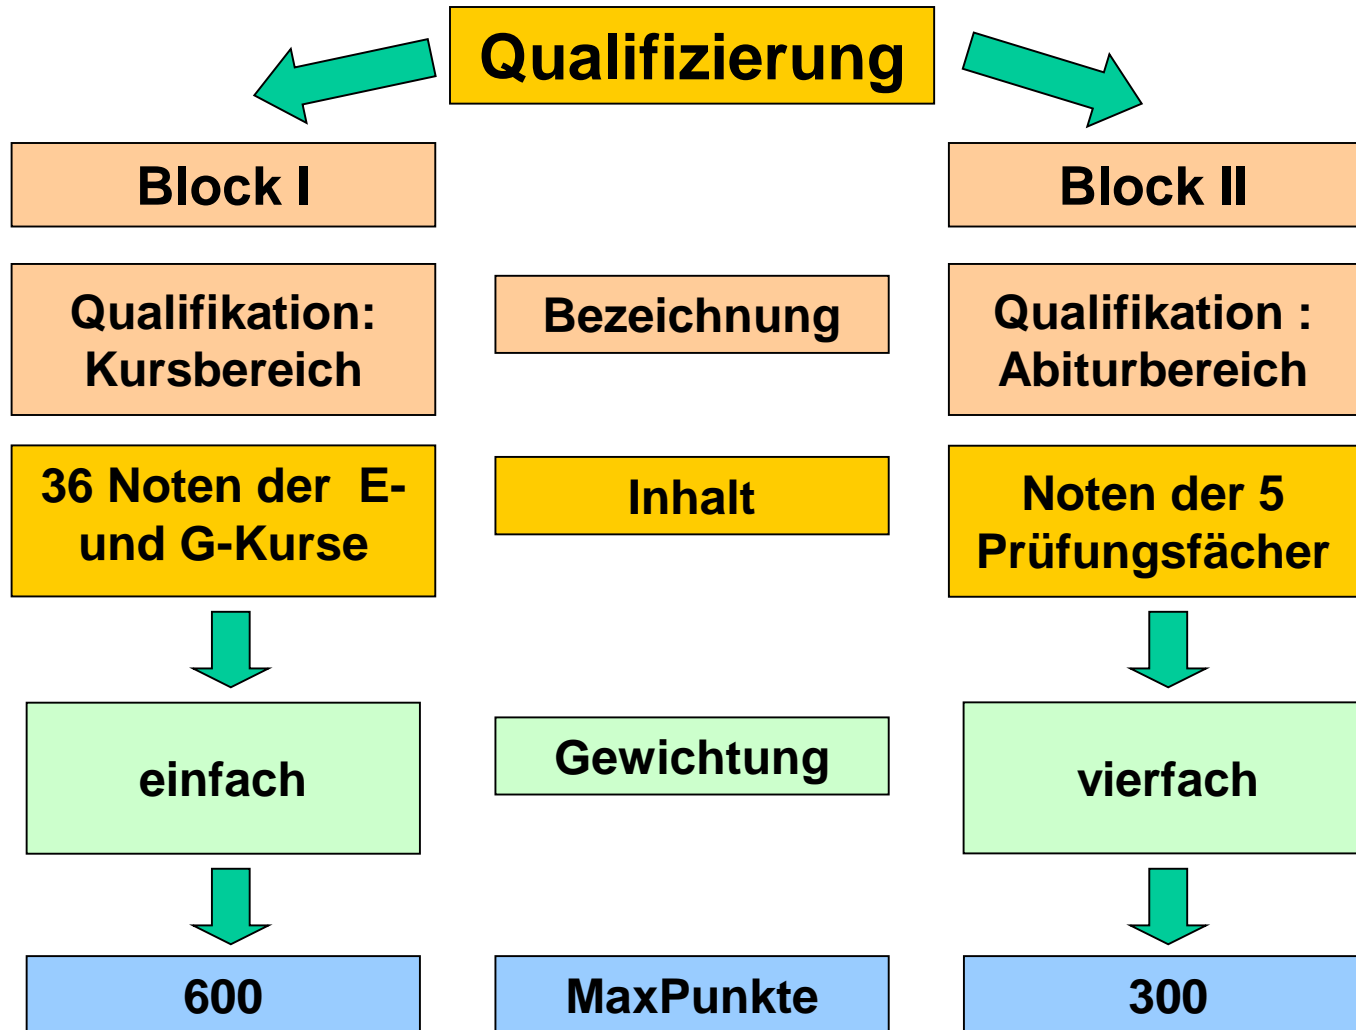 Qualifizierung
Block I
Block II
Qualifikation:
Kursbereich
Bezeichnung
Qualifikation :
Abiturbereich
36 Noten der  E-
und G-Kurse
Inhalt
Noten der 5
Prüfungsfächer
einfach
Gewichtung
vierfach
600
MaxPunkte
300